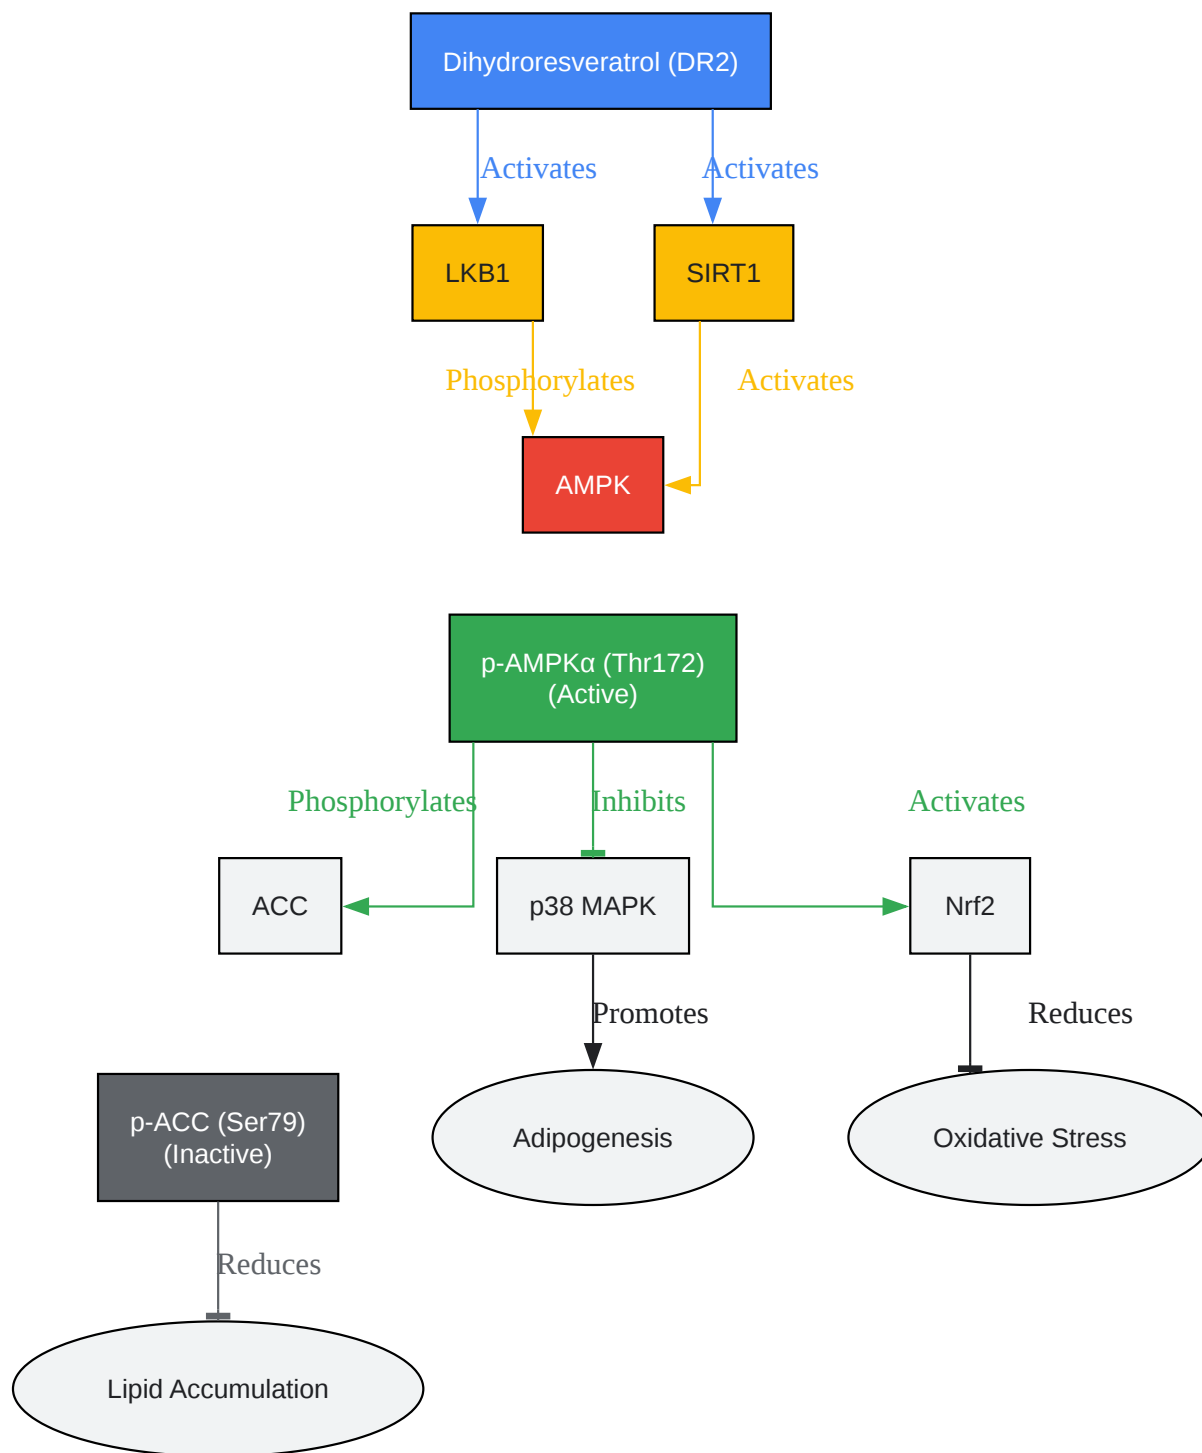 Dihydroresveratrol (DR2)
Activates
Activates
LKB1
SIRT1
Phosphorylates
Activates
AMPK
p-AMPKα (Thr172)
(Active)
Phosphorylates
Inhibits
Activates
ACC
p38 MAPK
Nrf2
Promotes
Reduces
p-ACC (Ser79)
(Inactive)
Adipogenesis
Oxidative Stress
Reduces
Lipid Accumulation